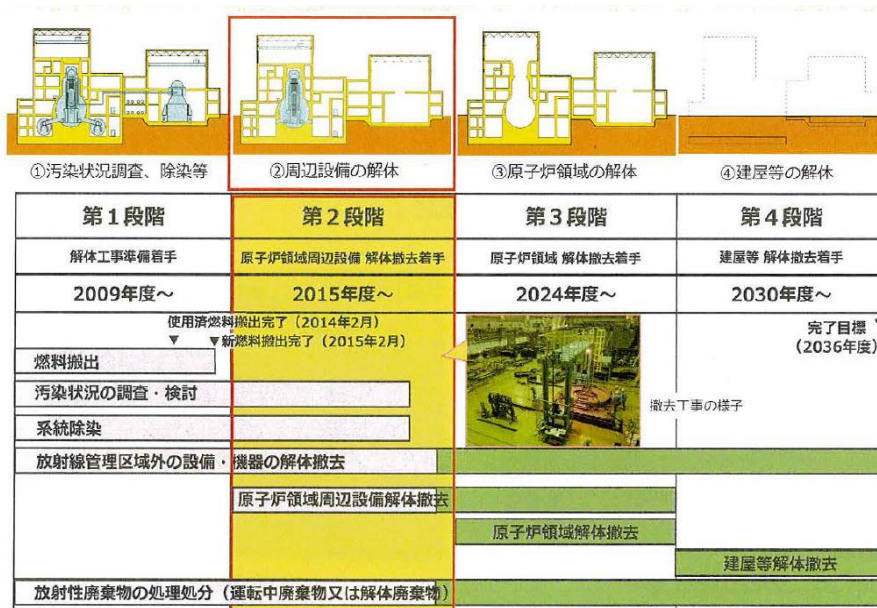 ①汚染状況調査、除染等
②周辺設備の解体
③原子炉領域の解体
④建屋等の解体
第1段階
第2段階
第3段階
第4段階
解体工事準備着手
原子炉領域周辺設備 解体撤去着手
原子炉領域 解体撤去着手
建屋等 解体撤去着手
2009年度～
2015年度～
2024年度～
2030年度～
使用済燃料搬出完了（2014年2月）
▼ ▼新燃料搬出完了（2015年2月）
完了目標 ▼
（2036年度）
燃料搬出
汚染状況の調査・検討
撤去工事の様子
系統除染
放射線管理区域外の設備・機器の解体撤去
原子炉領域周辺設備解体撤去
原子炉領域解体撤去
建屋等解体撤去
放射性廃棄物の処理処分（運転中廃棄物又は解体廃棄物）